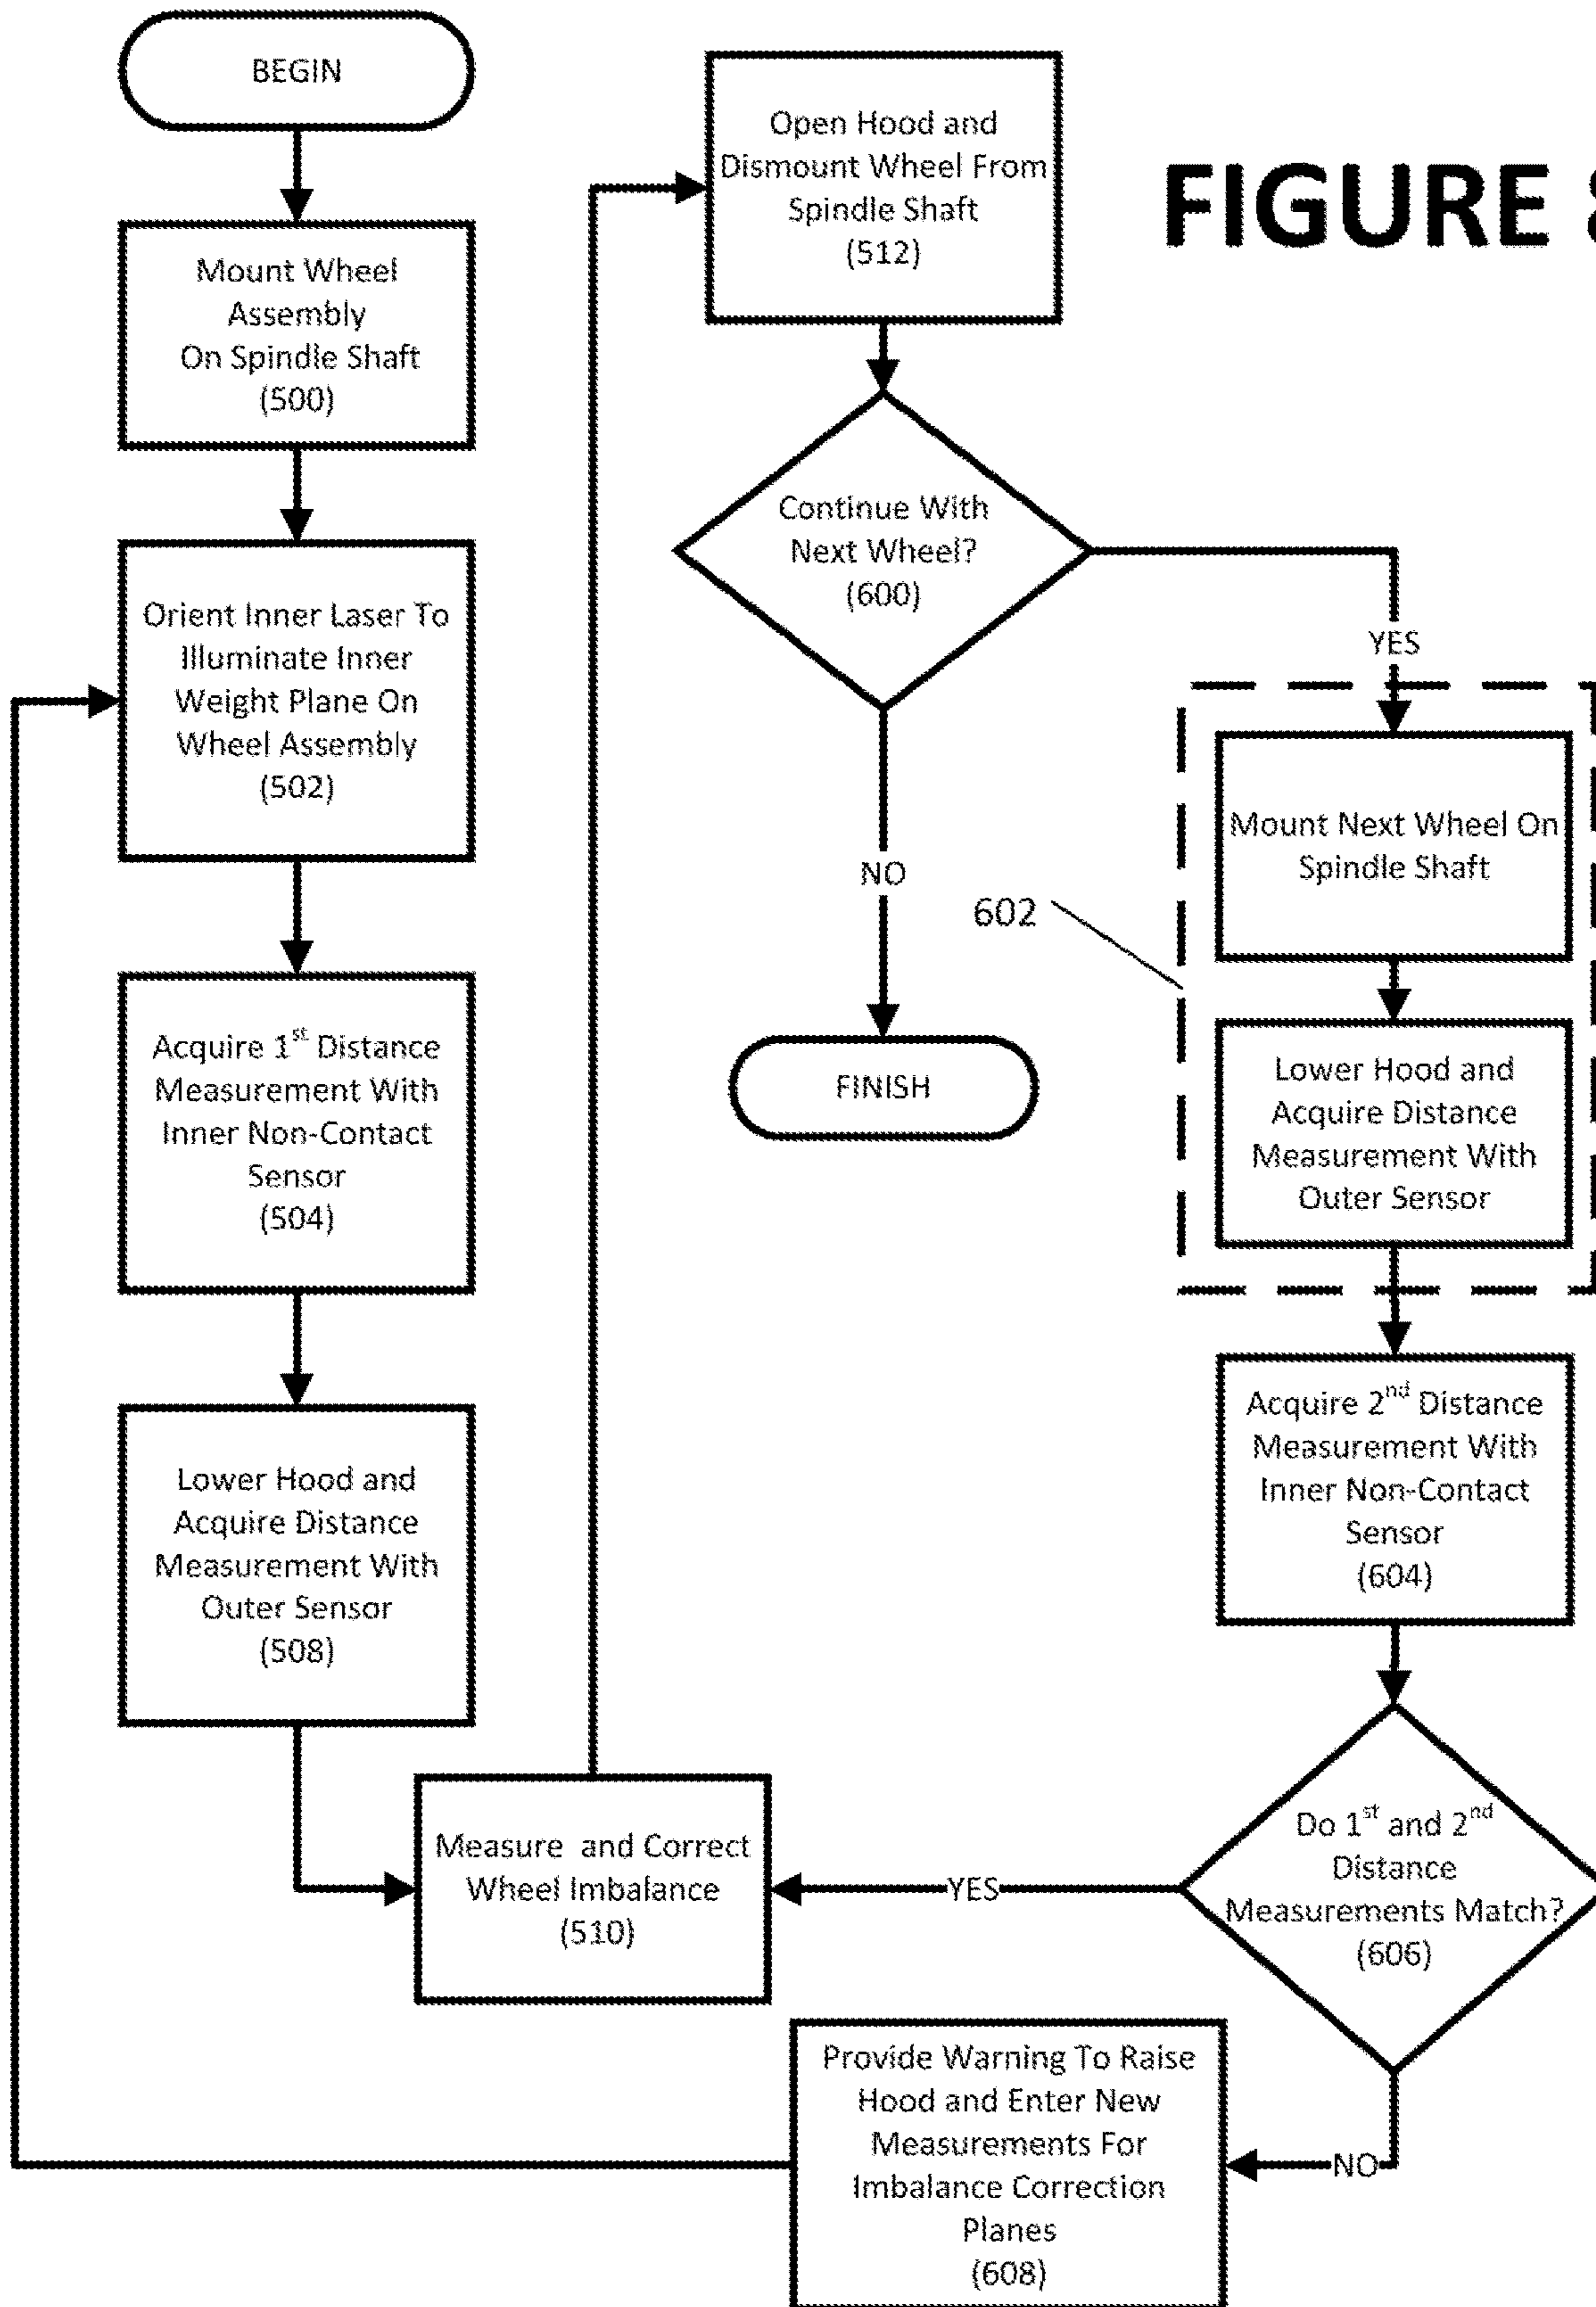 BEGIN
Mount Wheel
Assembly
On Spindle Shaft
(500)
Orient Inner Laser To
Illuminate Inner
Weight Plane On
Wheel Assembly
(502)
Acquire 1st Distance
Measurement With
Inner Non-Contact
Sensor
(504)
Lower Hood and
Acquire Distance
Measurement With
Outer Sensor
(508)
Measure and Correct
Wheel Imbalance
(510)
Open Hood and
Dismount Wheel From
Spindle Shaft
(512)
FIGURE 8
Continue With
Next Wheel?
(600)
YES
NO
FINISH
602
Mount Next Wheel On
Spindle Shaft
Lower Hood and
Acquire Distance
Measurement With
Outer Sensor
Acquire 2nd Distance
Measurement With
Inner Non-Contact
Sensor
(604)
Do 1st and 2nd
Distance
Measurements Match?
(606)
YES
NO
Provide Warning To Raise
Hood and Enter New
Measurements For
Imbalance Correction
Planes
(608)